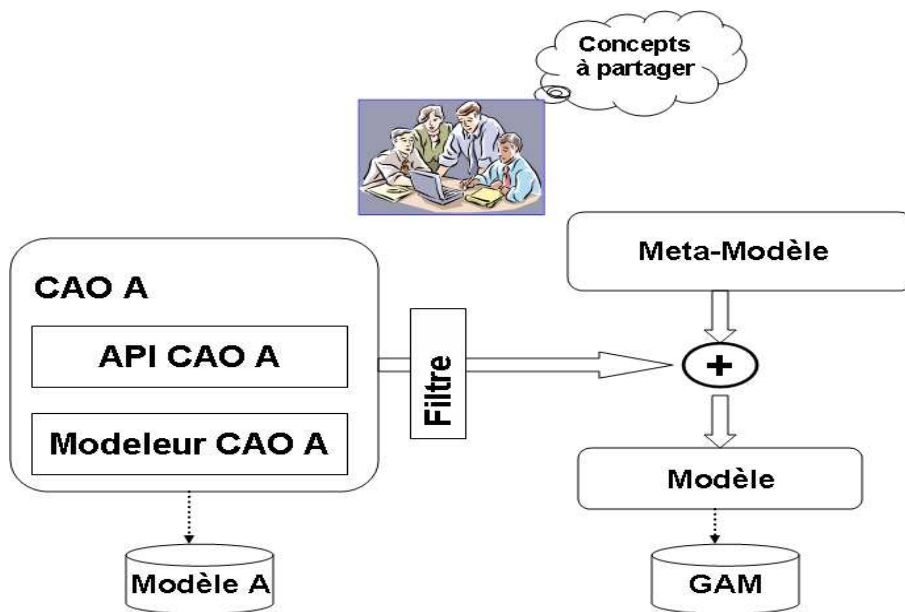 Concepts
à partager
Meta-Modèle
CAO A
API CAO A
Filtre
+
Modeleur CAO A
Modèle
Modèle A
GAM